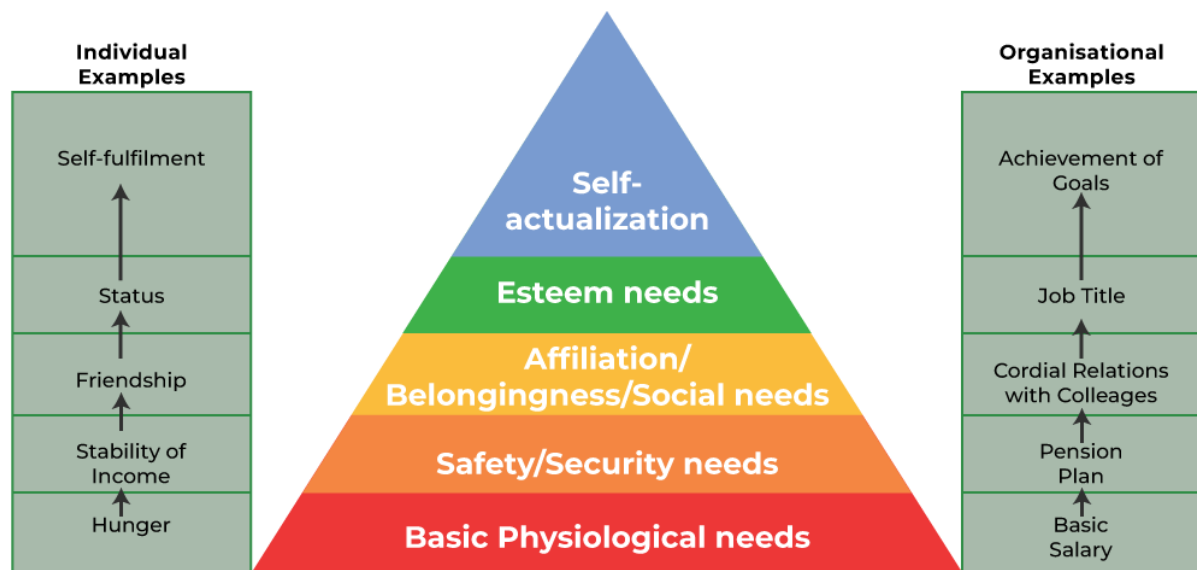 Individual
Examples
Self-fulfilment
Status
Friendship
Stability of
Income
Hunger
Self-
actualization
Esteem needs
Affiliation/
Belongingness/Social needs
Safety/Security needs
Basic Physiological needs
Organisational
Examples
Achievement of
Goals
Job Title
Cordial Relations
with Colleages
Pension
Plan
Basic
Salary